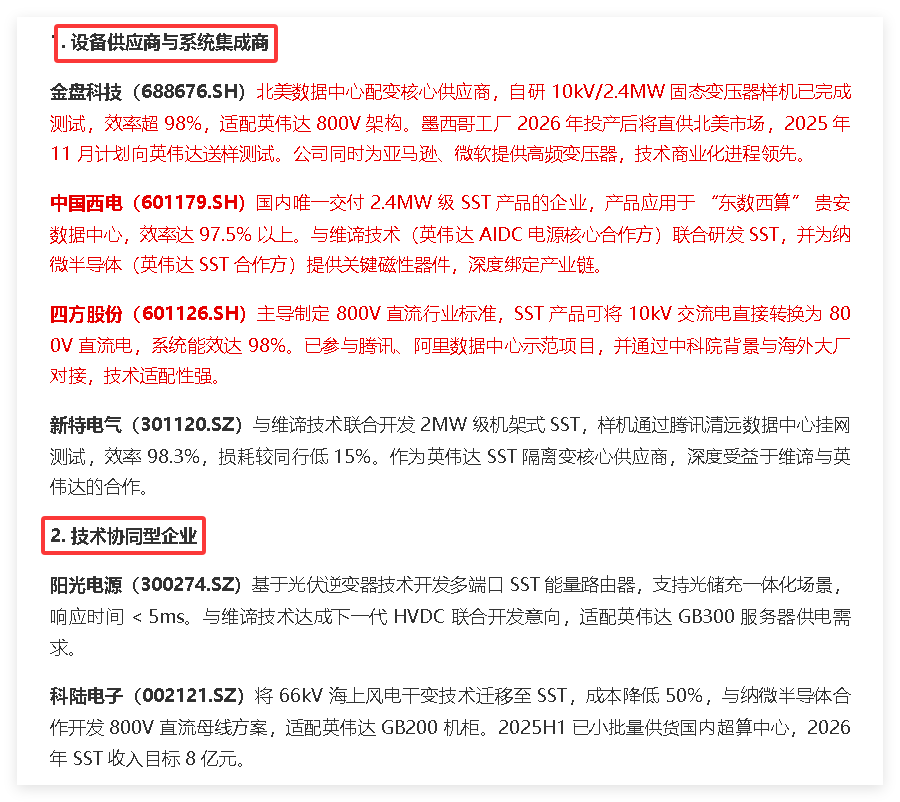 1. 设备供应商与系统集成商
金盘科技（688676.SH）北美数据中心配变核心供应商，自研 10kV/2.4MW 固态变压器样机已完成
测试，效率超 98%，适配英伟达 800V 架构。墨西哥工厂 2026 年投产后将直供北美市场，2025 年
11 月计划向英伟达送样测试。公司同时为亚马逊、微软提供高频变压器，技术商业化进程领先。
中国西电（601179.SH）国内唯一交付 2.4MW 级 SST 产品的企业，产品应用于 “东数西算” 贵安
数据中心，效率达 97.5% 以上。与维谛技术（英伟达 AIDC 电源核心合作方）联合研发 SST，并为纳
微半导体（英伟达 SST 合作方）提供关键磁性器件，深度绑定产业链。
四方股份（601126.SH）主导制定 800V 直流行业标准，SST 产品可将 10kV 交流电直接转换为 80
0V 直流电，系统能效达 98%。已参与腾讯、阿里数据中心示范项目，并通过中科院背景与海外大厂
对接，技术适配性强。
新特电气（301120.SZ）与维谛技术联合开发 2MW 级机架式 SST，样机通过腾讯清远数据中心挂网
测试，效率 98.3%，损耗较同行低 15%。作为英伟达 SST 隔离变核心供应商，深度受益于维谛与英
伟达的合作。
2. 技术协同型企业
阳光电源（300274.SZ）基于光伏逆变器技术开发多端口 SST 能量路由器，支持光储充一体化场景，
响应时间 < 5ms。与维谛技术达成下一代 HVDC 联合开发意向，适配英伟达 GB300 服务器供电需
求。
科陆电子（002121.SZ）将 66kV 海上风电干变技术迁移至 SST，成本降低 50%，与纳微半导体合
作开发 800V 直流母线方案，适配英伟达 GB200 机柜。2025H1 已小批量供货国内超算中心，2026
年 SST 收入目标 8 亿元。